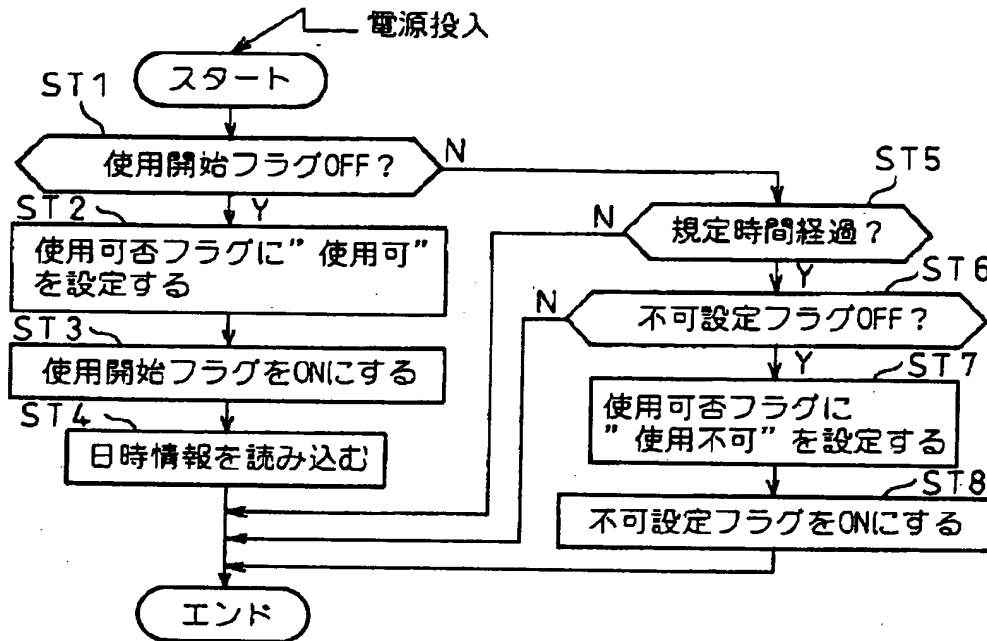 電源投入
スタート
ST1
使用開始フラグOFF?
N
Y
ST2
使用可否フラグに”使用可”
を設定する
ST3
使用開始フラグをONにする
ST4
日時情報を読み込む
ST5
規定時間経過?
N
Y
ST6
不可設定フラグOFF?
N
Y
ST7
使用可否フラグに
”使用不可”を設定する
ST8
不可設定フラグをONにする
エンド